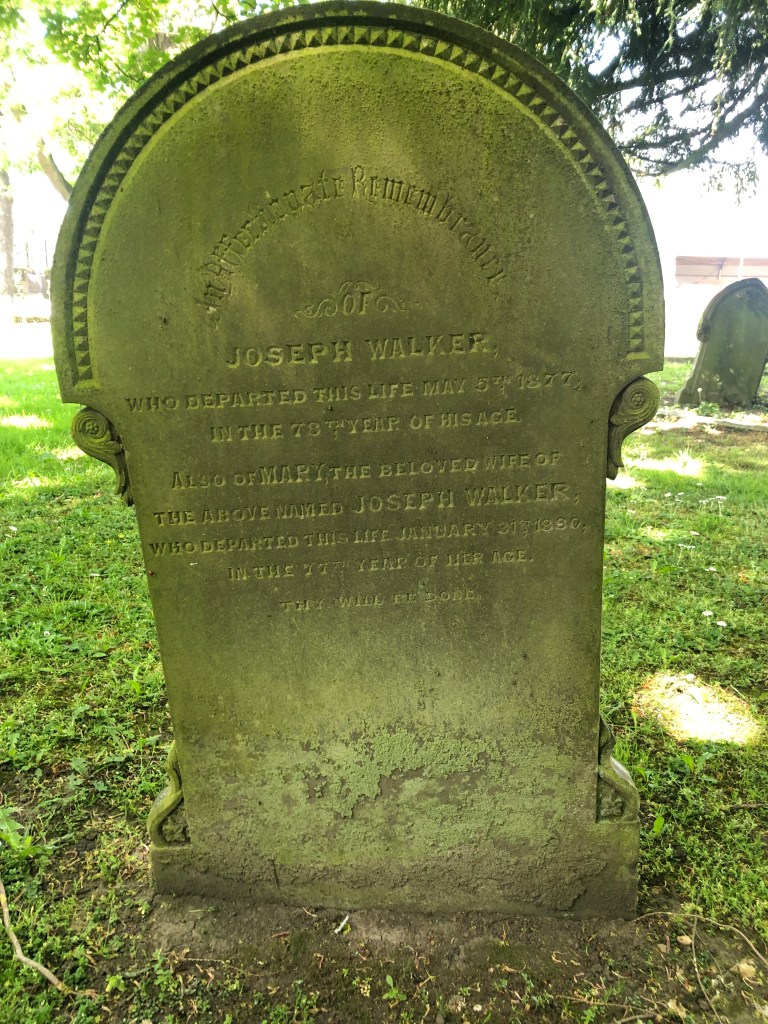 In Affectionate Remembrance
OF
JOSEPH WALKER,
WHO DEPARTED THIS LIFE MAY 5TH 1877,
IN THE 78TH YEAR OF HIS AGE.
ALSO OF MARY, THE BELOVED WIFE OF
THE ABOVE NAMED JOSEPH WALKER,
WHO DEPARTED THIS LIFE JANUARY 31ST 1880,
IN THE 77TH YEAR OF HER AGE.
THY WILL BE DONE.